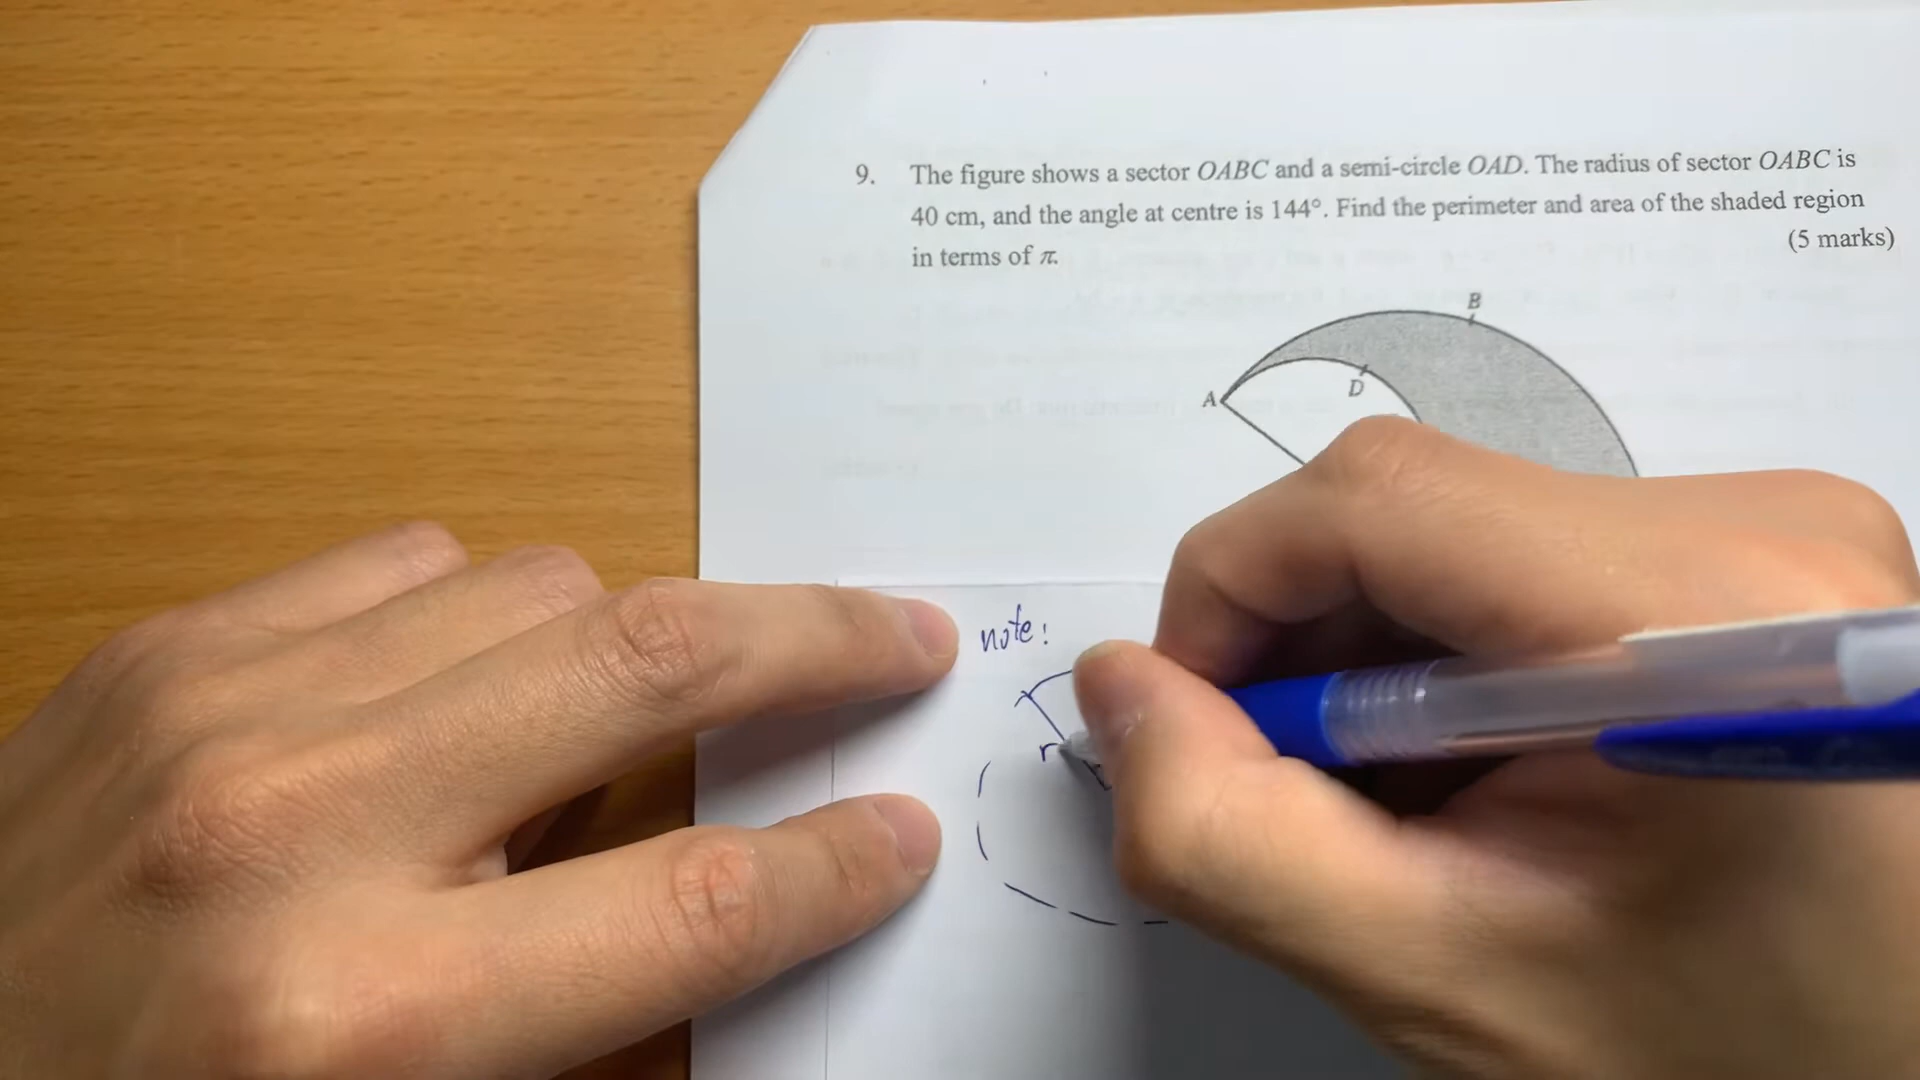 9. The figure shows a sector OABC and a semi-circle OAD. The radius of sector OABC is
40 cm, and the angle at centre is 144°. Find the perimeter and area of the shaded region
in terms of π.
(5 marks)
B
D
A
note:
r